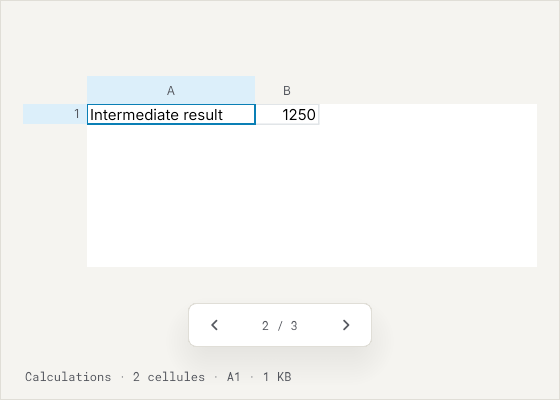 A B
1 Intermediate result 1250
2 / 3
Calculations · 2 cellules · A1 · 1 KB